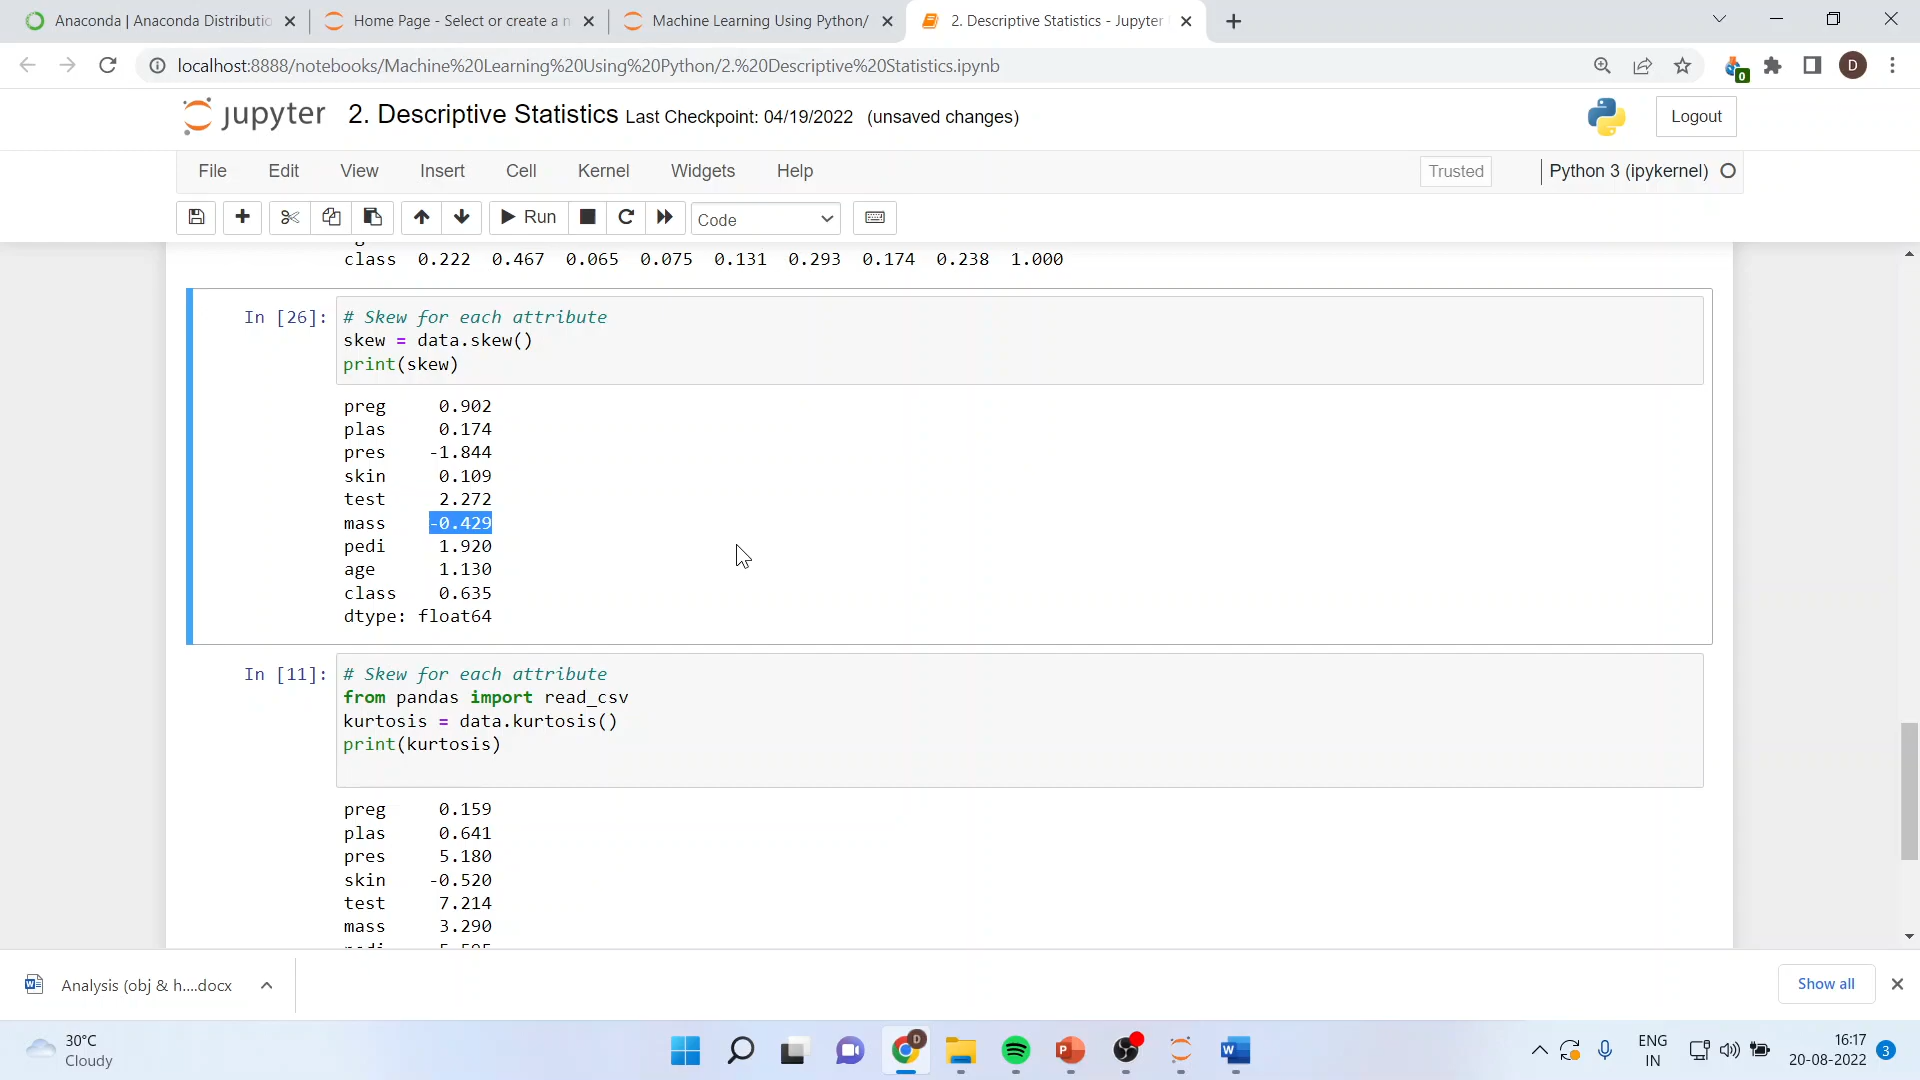 Anaconda | Anaconda Distributio
Home Page - Select or create a n
Machine Learning Using Python/
2. Descriptive Statistics - Jupyter
localhost:8888/notebooks/Machine%20Learning%20Using%20Python/2.%20Descriptive%20Statistics.ipynb
0
D
jupyter 2. Descriptive Statistics Last Checkpoint: 04/19/2022 (unsaved changes)
Logout
File Edit View Insert Cell Kernel Widgets Help
Trusted
Python 3 (ipykernel)
Run
Code
class 0.222 0.467 0.065 0.075 0.131 0.293 0.174 0.238 1.000
In [26]: # Skew for each attribute
skew = data.skew()
print(skew)
preg 0.902
plas 0.174
pres -1.844
skin 0.109
test 2.272
mass -0.429
pedi 1.920
age 1.130
class 0.635
dtype: float64
In [11]: # Skew for each attribute
from pandas import read_csv
kurtosis = data.kurtosis()
print(kurtosis)
preg 0.159
plas 0.641
pres 5.180
skin -0.520
test 7.214
mass 3.290
Analysis (obj & h....docx
Show all
30°C
Cloudy
D
ENG
IN
16:17
20-08-2022
3